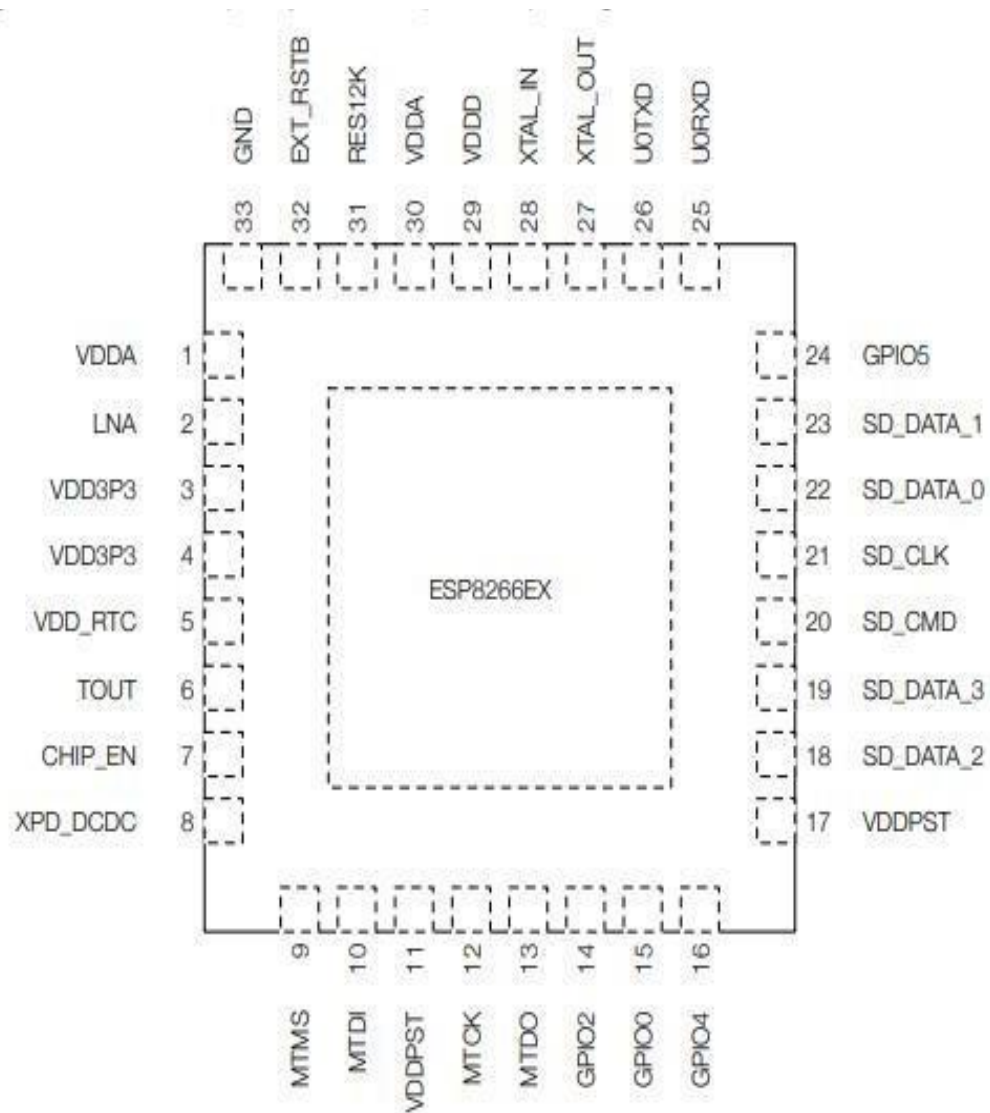 GND
EXT_RSTB
RES12K
VDDA
VDDD
XTAL_IN
XTAL_OUT
U0TXD
U0RXD
33
32
31
30
29
28
27
26
25
VDDA 1
LNA 2
VDD3P3 3
VDD3P3 4
VDD_RTC 5
TOUT 6
CHIP_EN 7
XPD_DCDC 8
ESP8266EX
24 GPIO5
23 SD_DATA_1
22 SD_DATA_0
21 SD_CLK
20 SD_CMD
19 SD_DATA_3
18 SD_DATA_2
17 VDDPST
9
10
11
12
13
14
15
16
MTMS
MTDI
VDDPST
MTCK
MTDO
GPIO2
GPIO0
GPIO4